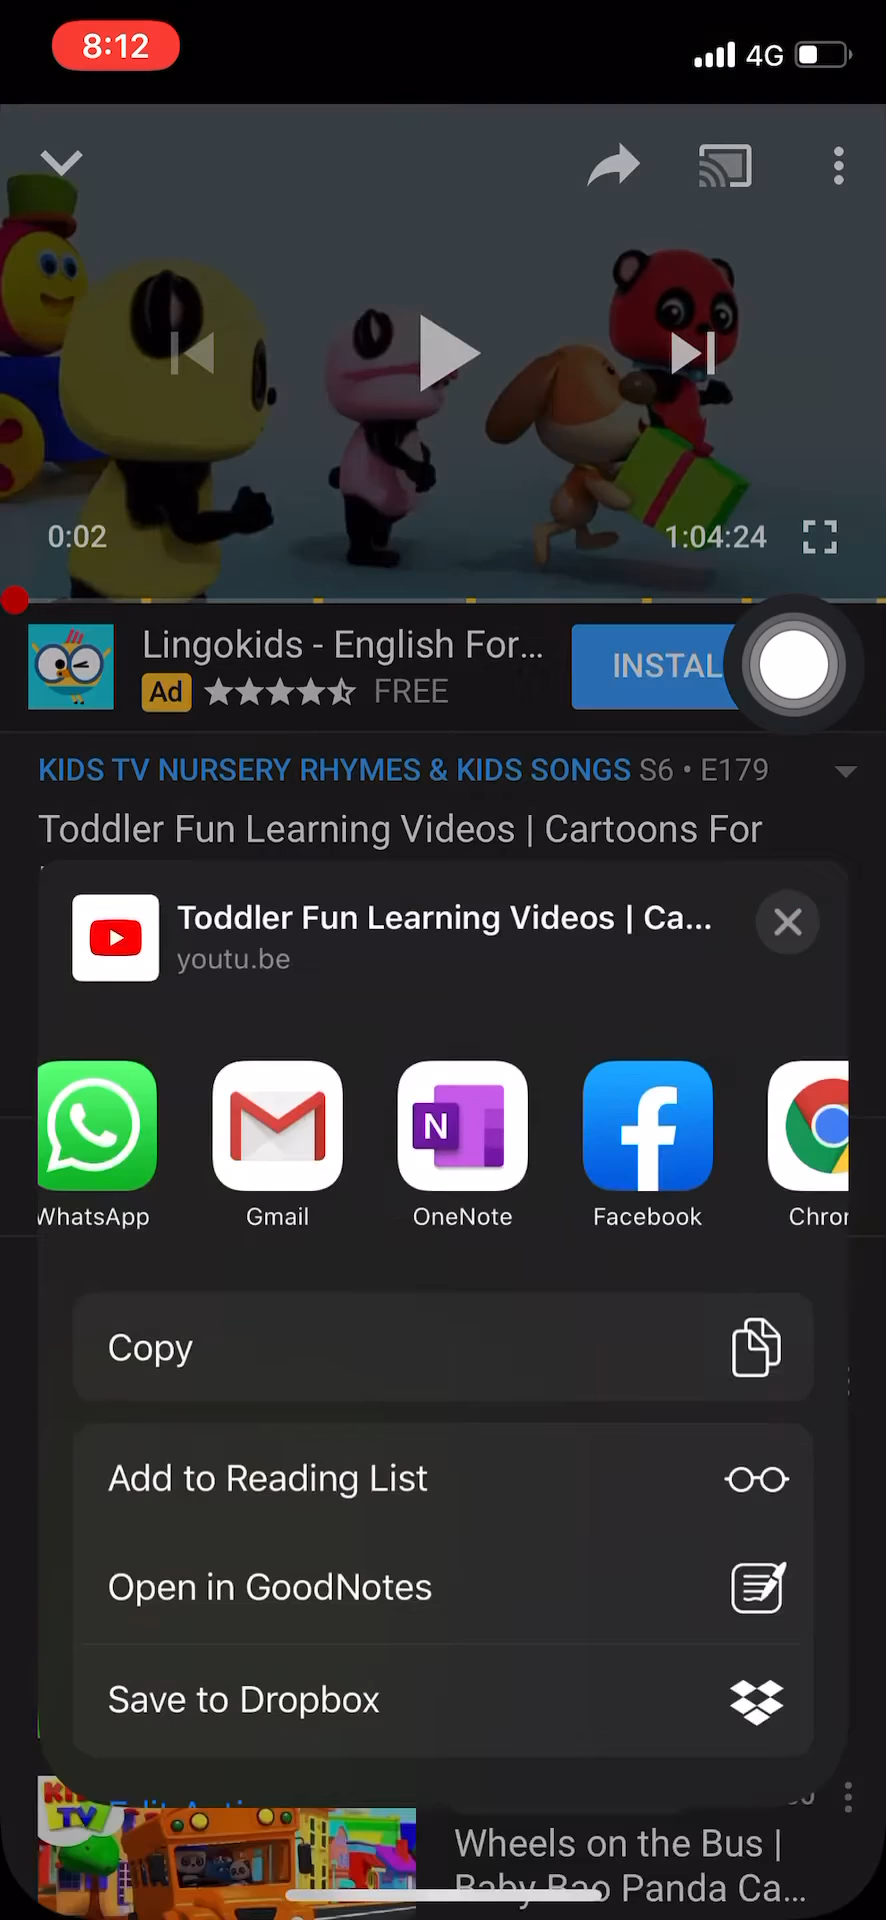 8:12
4G
0:02
1:04:24
Lingokids - English For...
INSTAL
Ad
FREE
KIDS TV NURSERY RHYMES & KIDS SONGS S6 • E179
Toddler Fun Learning Videos | Cartoons For
Toddler Fun Learning Videos | Ca...
youtu.be
N
WhatsApp
Gmail
OneNote
Facebook
Chror
Copy
Add to Reading List
Open in GoodNotes
Save to Dropbox
TV
Wheels on the Bus |
Baby Bao Panda Ca...